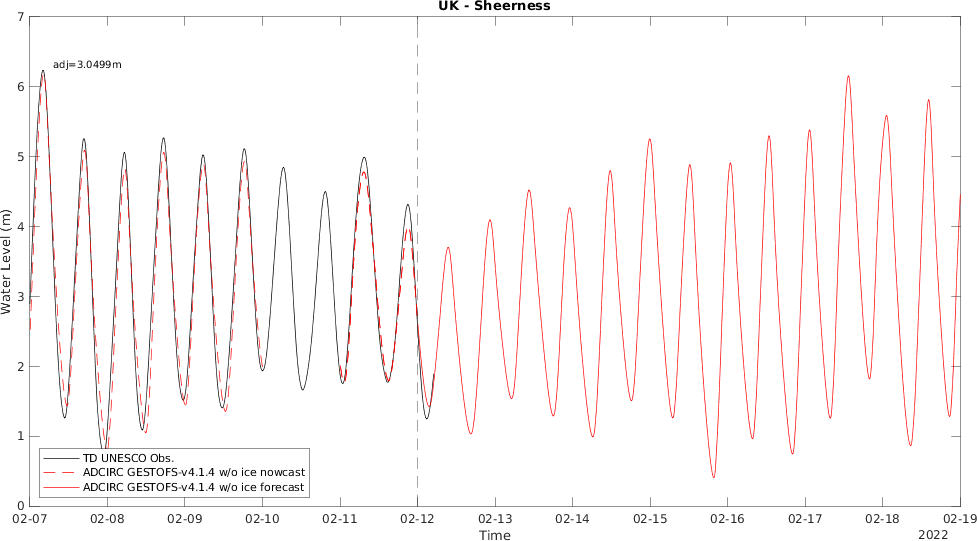 UK - Sheerness
7
adj=3.0499m
6
5
4
Water Level (m)
3
2
1
TD UNESCO Obs.
ADCIRC GESTOFS-v4.1.4 w/o ice nowcast
ADCIRC GESTOFS-v4.1.4 w/o ice forecast
0
02-07 02-08 02-09 02-10 02-11 02-12 02-13 02-14 02-15 02-16 02-17 02-18 02-19
Time 2022